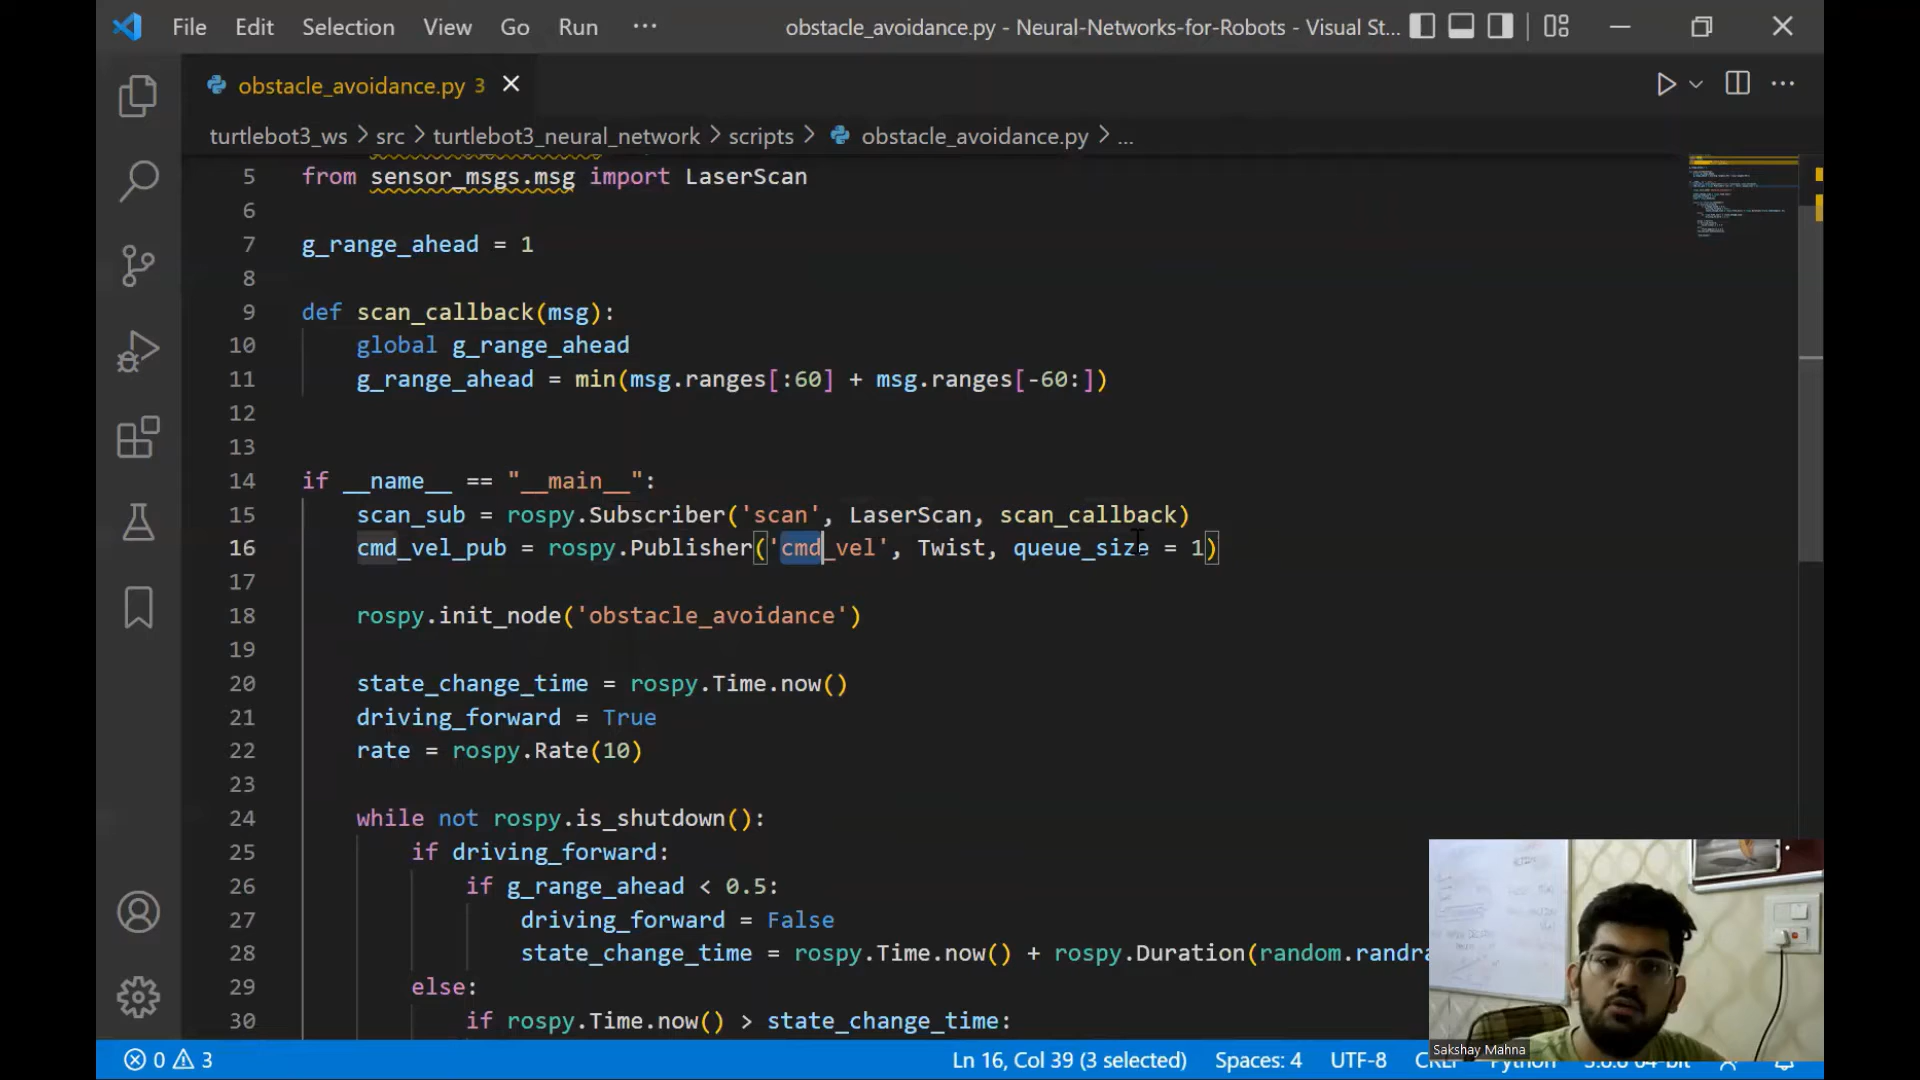 File Edit Selection View Go Run ··· obstacle_avoidance.py - Neural-Networks-for-Robots - Visual St...
obstacle_avoidance.py 3
turtlebot3_ws > src > turtlebot3_neural_network > scripts > obstacle_avoidance.py > ...
5 from sensor_msgs.msg import LaserScan
6
7 g_range_ahead = 1
8
9 def scan_callback(msg):
10 global g_range_ahead
11 g_range_ahead = min(msg.ranges[:60] + msg.ranges[-60:])
12
13
14 if __name__ == "__main__":
15 scan_sub = rospy.Subscriber('scan', LaserScan, scan_callback)
16 cmd_vel_pub = rospy.Publisher('cmd_vel', Twist, queue_size = 1)
17
18 rospy.init_node('obstacle_avoidance')
19
20 state_change_time = rospy.Time.now()
21 driving_forward = True
22 rate = rospy.Rate(10)
23
24 while not rospy.is_shutdown():
25 if driving_forward:
26 if g_range_ahead < 0.5:
27 driving_forward = False
28 state_change_time = rospy.Time.now() + rospy.Duration(random.randra
29 else:
30 if rospy.Time.now() > state_change_time:
Sakshay Mahna
0 3 Ln 16, Col 39 (3 selected) Spaces: 4 UTF-8 CRLF Python